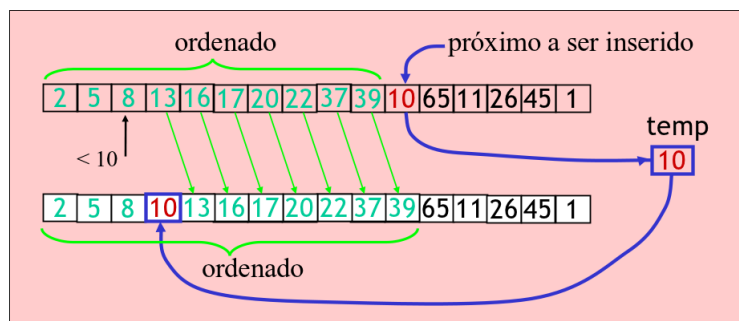 ordenado
próximo a ser inserido
2 5 8 13 16 17 20 22 37 39 10 65 11 26 45 1
temp
< 10
10
2 5 8 10 13 16 17 20 22 37 39 65 11 26 45 1
ordenado